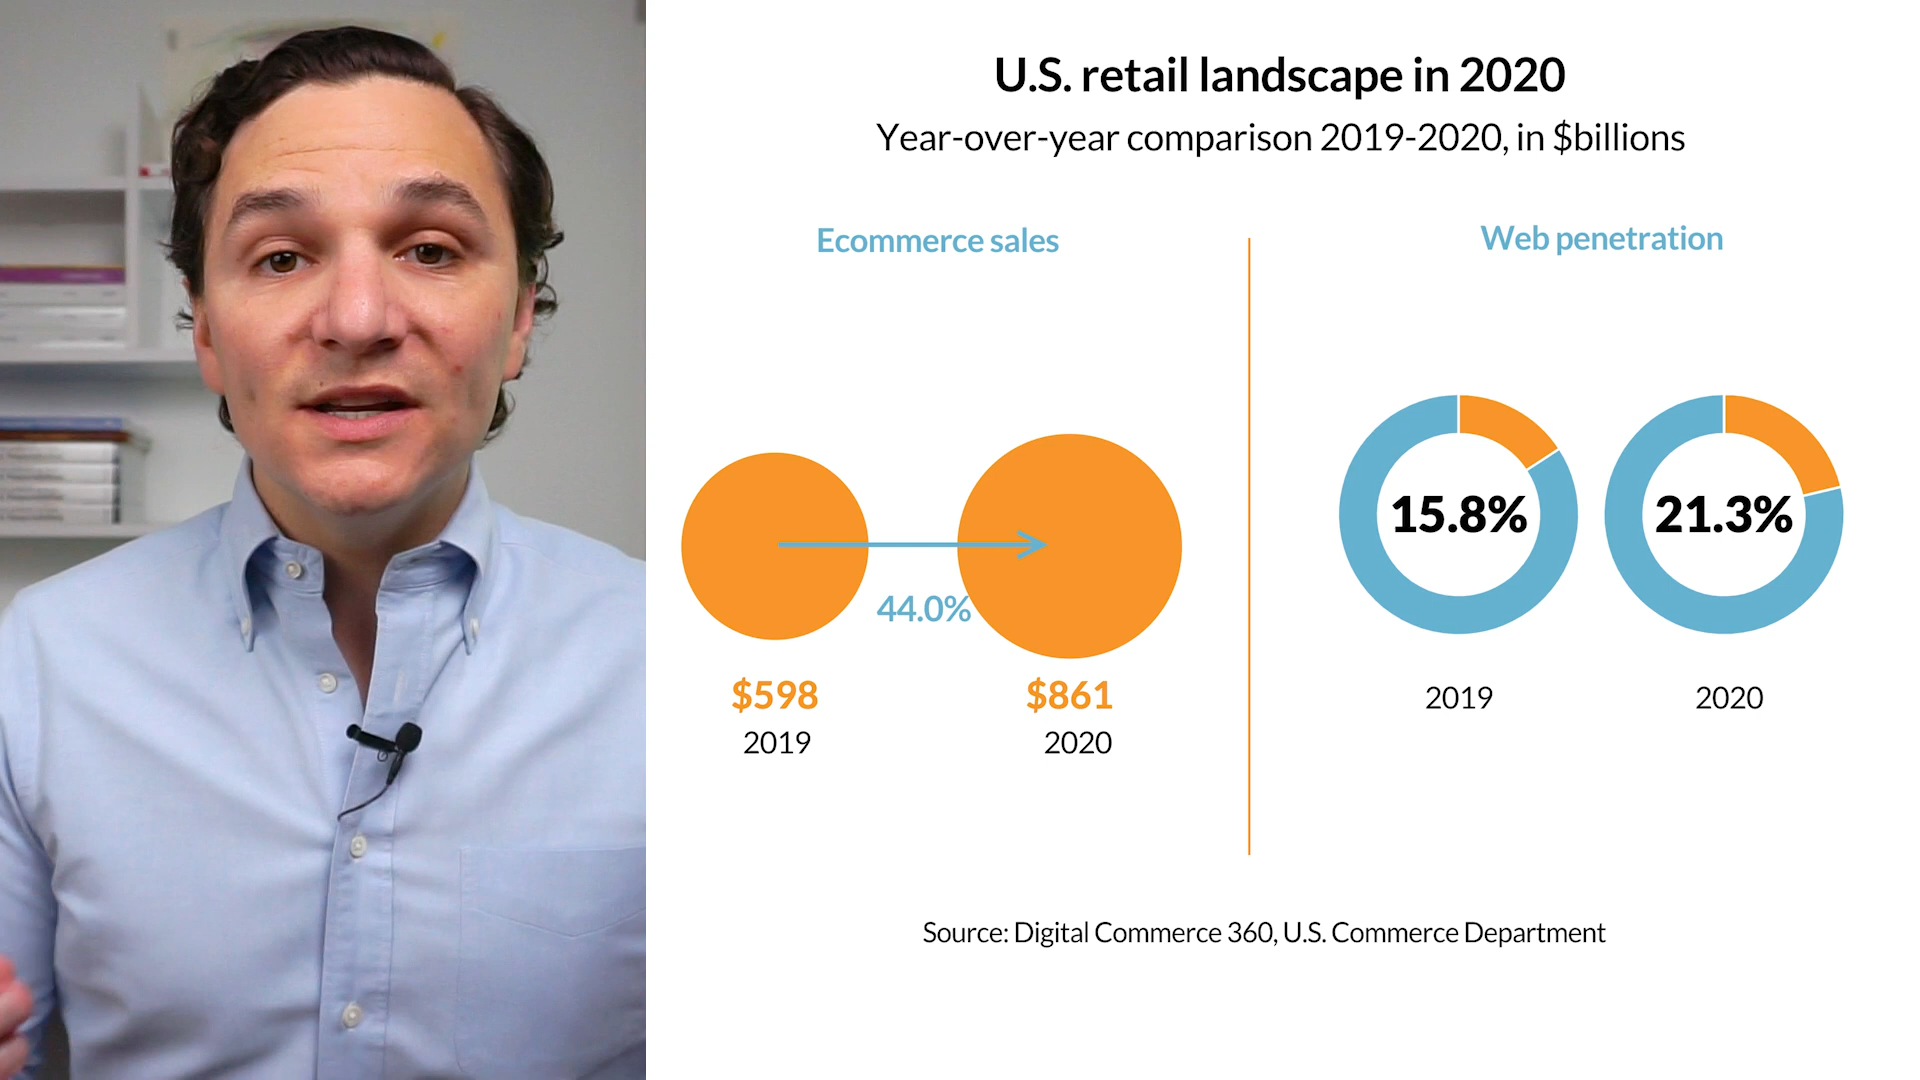 U.S. retail landscape in 2020
Year-over-year comparison 2019-2020, in $billions
Ecommerce sales
44.0%
$598
2019
$861
2020
Web penetration
15.8%
2019
21.3%
2020
Source: Digital Commerce 360, U.S. Commerce Department